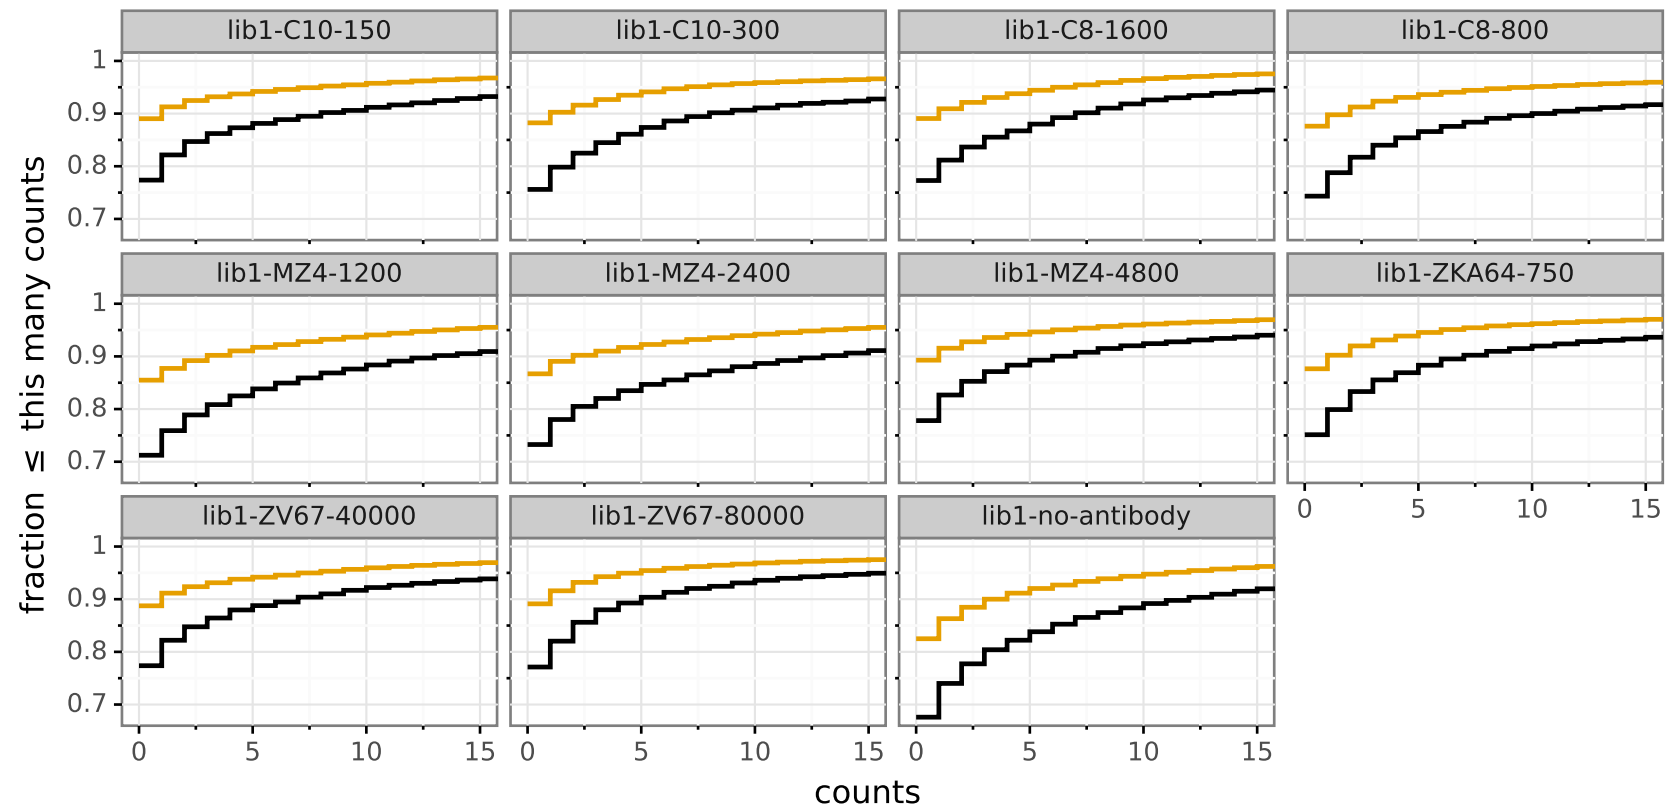 lib1-C10-150
lib1-C10-300
lib1-C8-1600
lib1-C8-800
1
0.9
0.8
0.7
lib1-MZ4-1200
lib1-MZ4-2400
lib1-MZ4-4800
lib1-ZKA64-750
1
0.9
0.8
0.7
0 5 10 15
lib1-ZV67-40000
lib1-ZV67-80000
lib1-no-antibody
1
0.9
0.8
0.7
0 5 10 15
0 5 10 15
0 5 10 15
fraction ≤ this many counts
counts